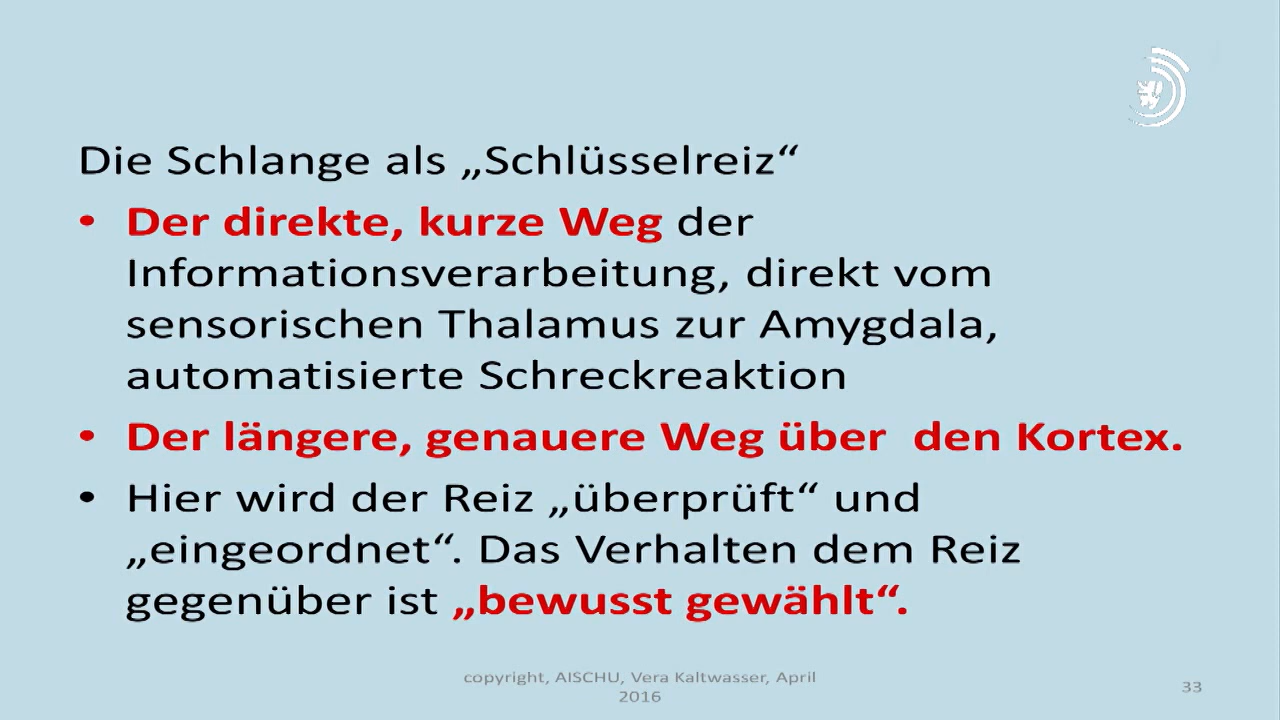 Die Schlange als „Schlüsselreiz“
• Der direkte, kurze Weg der
Informationsverarbeitung, direkt vom
sensorischen Thalamus zur Amygdala,
automatisierte Schreckreaktion
• Der längere, genauere Weg über  den Kortex.
• Hier wird der Reiz „überprüft“ und
„eingeordnet“. Das Verhalten dem Reiz
gegenüber ist „bewusst gewählt“.
copyright, AISCHU, Vera Kaltwasser, April
2016
33